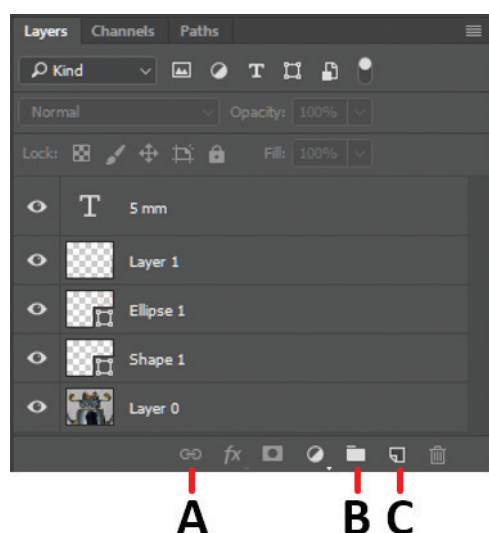 Layers Channels Paths
Kind
Normal Opacity: 100%
Lock: Fill: 100%
T 5 mm
Layer 1
Ellipse 1
Shape 1
Layer 0
fx
A B C